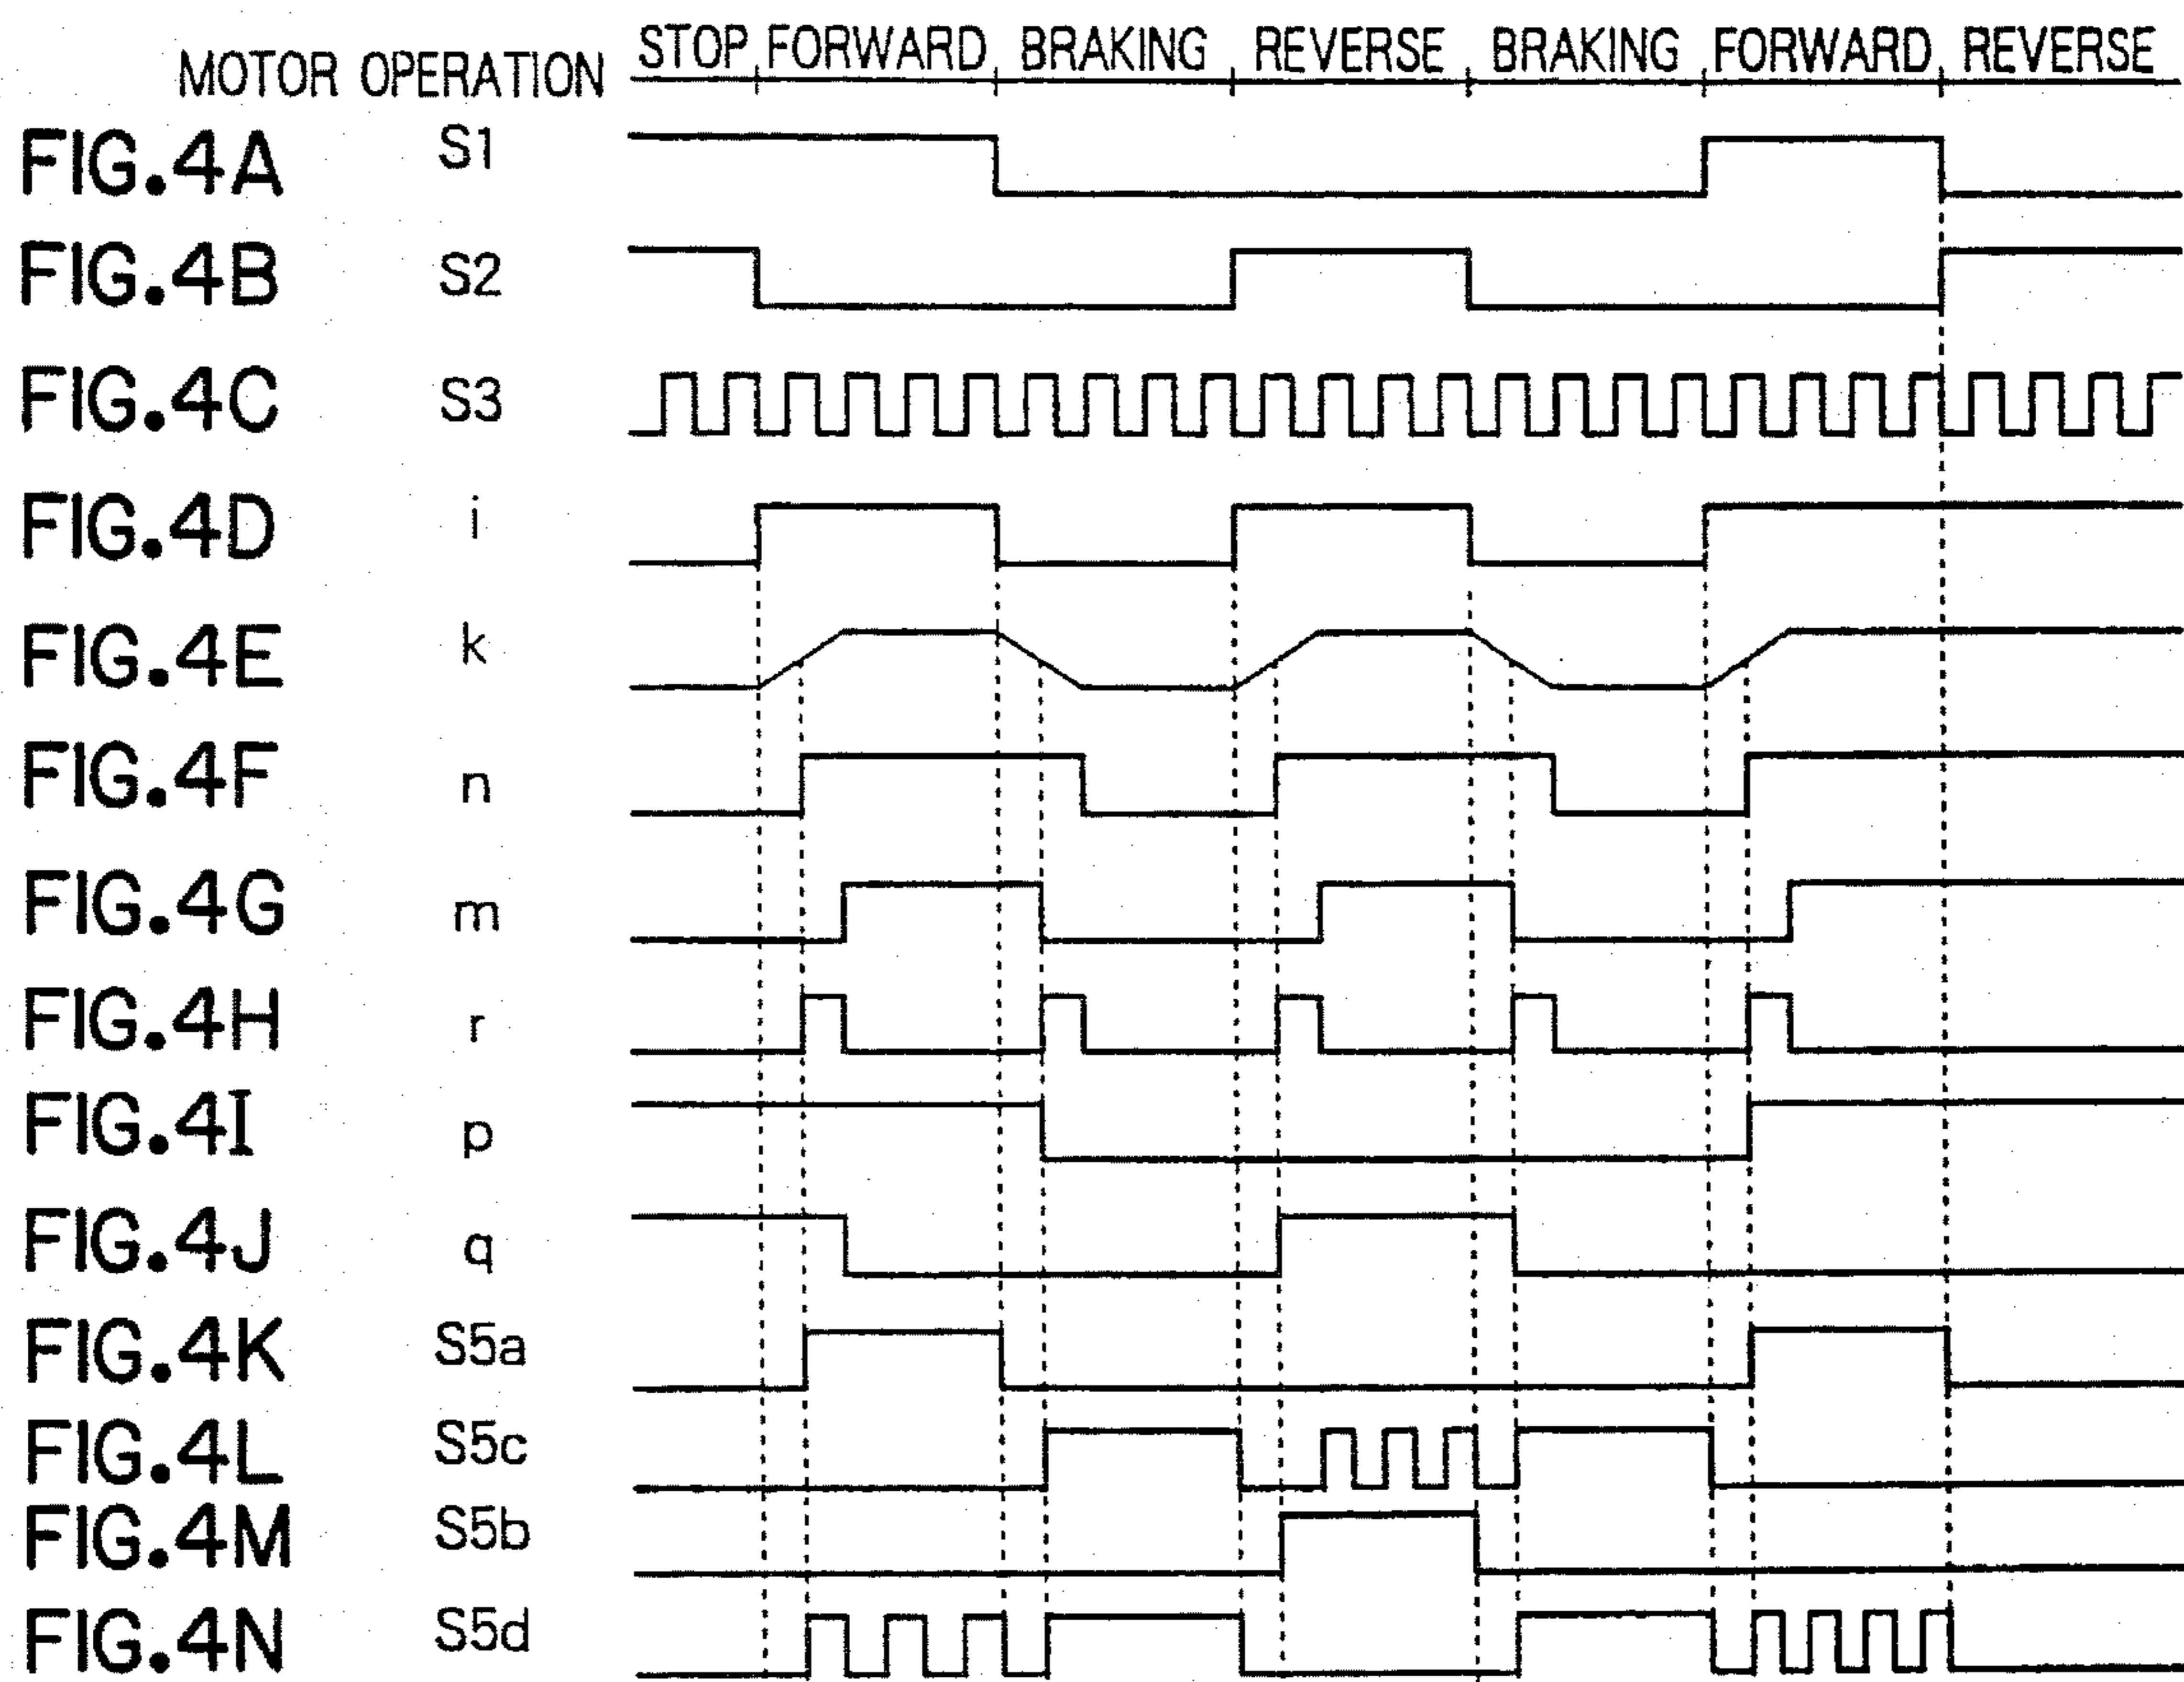 MOTOR OPERATION STOP FORWARD BRAKING REVERSE BRAKING FORWARD REVERSE
FIG.4A S1
FIG.4B S2
FIG.4C S3
FIG.4D i
FIG.4E k
FIG.4F n
FIG.4G m
FIG.4H r
FIG.4I p
FIG.4J q
FIG.4K S5a
FIG.4L S5c
FIG.4M S5b
FIG.4N S5d